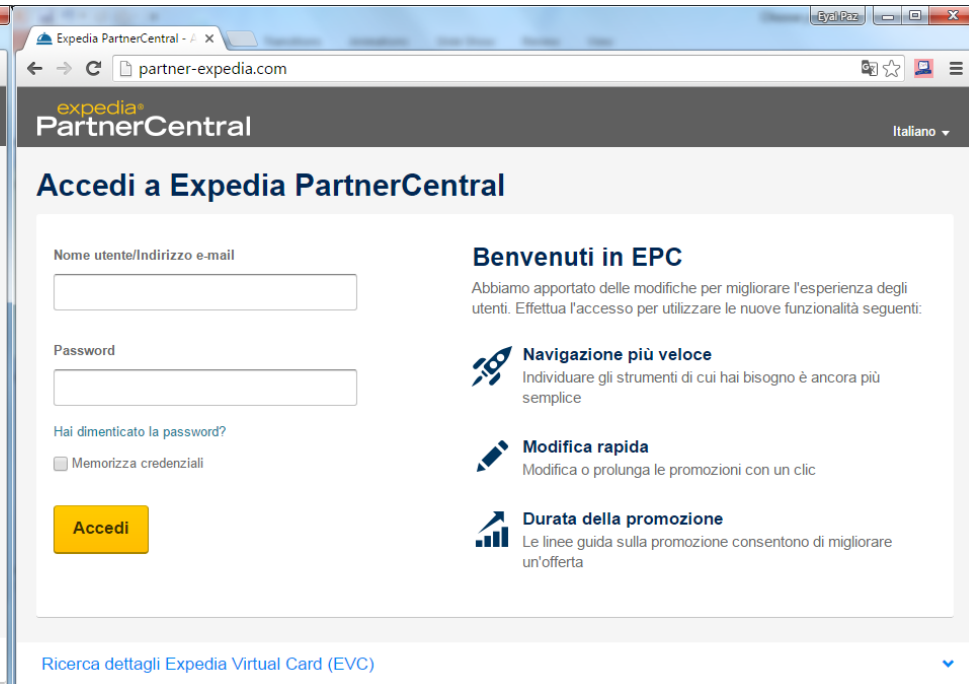 Eyal Paz
Expedia PartnerCentral - A
partner-expedia.com
expedia®
PartnerCentral
Italiano
Accedi a Expedia PartnerCentral
Nome utente/Indirizzo e-mail
Password
Hai dimenticato la password?
Memorizza credenziali
Accedi
Benvenuti in EPC
Abbiamo apportato delle modifiche per migliorare l'esperienza degli
utenti. Effettua l'accesso per utilizzare le nuove funzionalità seguenti:
Navigazione più veloce
Individuare gli strumenti di cui hai bisogno è ancora più
semplice
Modifica rapida
Modifica o prolunga le promozioni con un clic
Durata della promozione
Le linee guida sulla promozione consentono di migliorare
un'offerta
Ricerca dettagli Expedia Virtual Card (EVC)